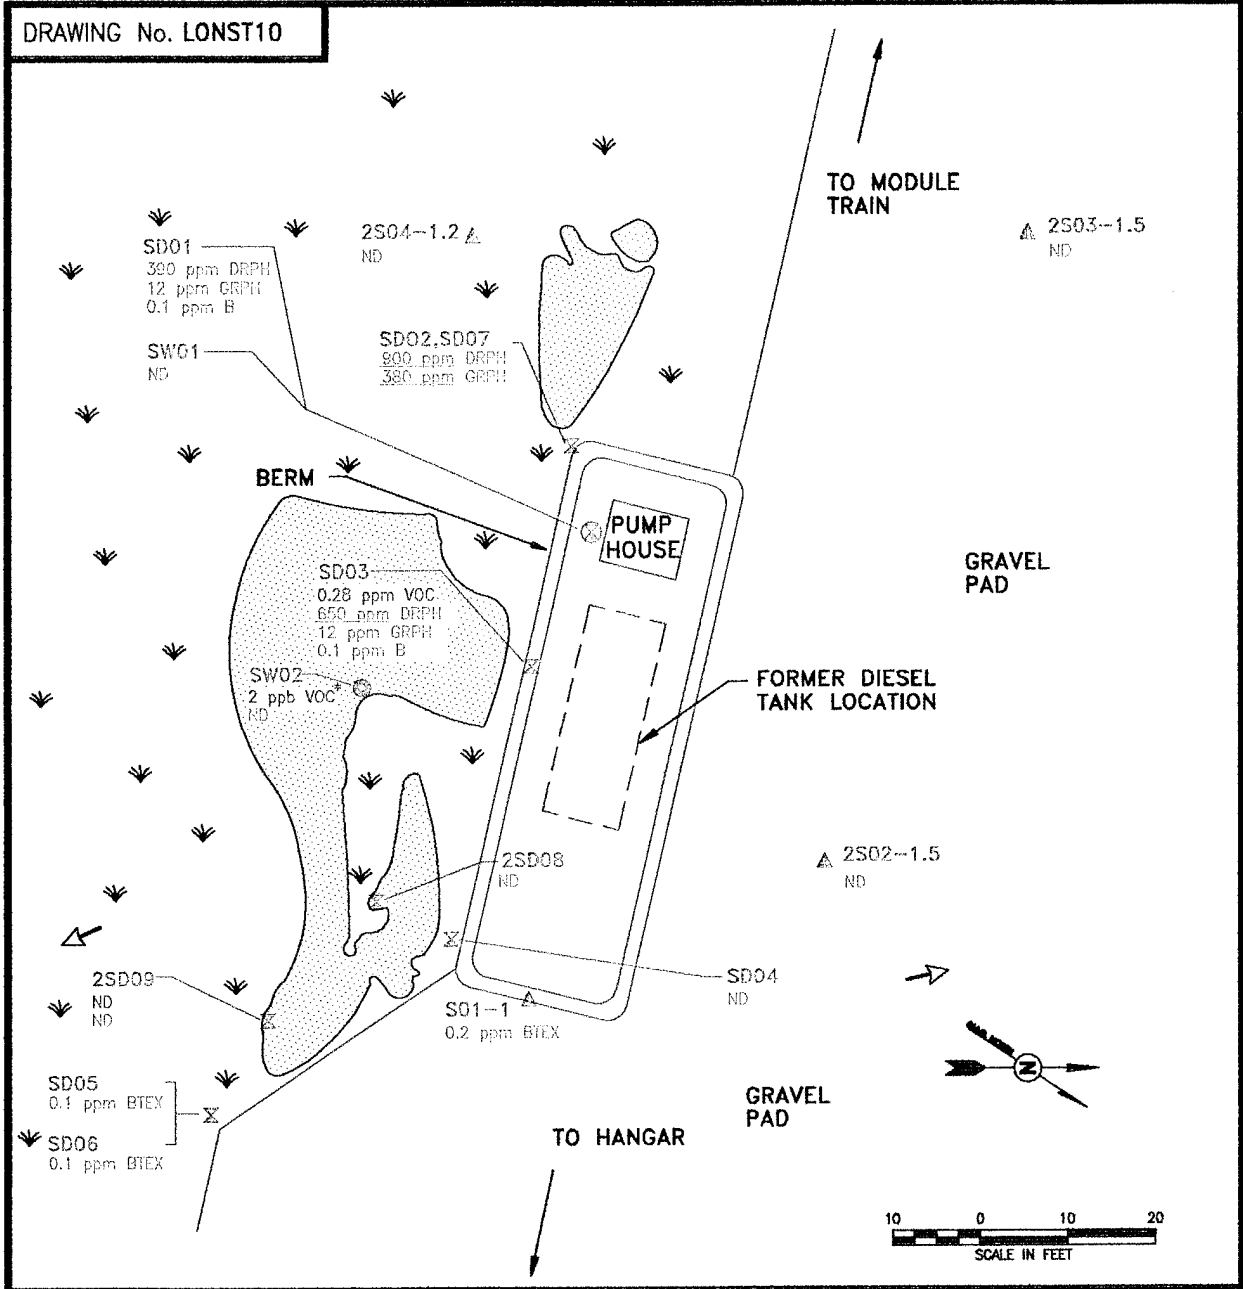 DRAWING No. LONST10
TO MODULE
TRAIN
2S04-1.2
ND
2S03-1.5
ND
SD01
390 ppm DRPH
12 ppm GRPH
0.1 ppm B
SW01
ND
SD02,SD07
900 ppm DRPH
380 ppm GRPH
BERM
PUMP
HOUSE
GRAVEL
PAD
SD03
0.28 ppm VOC
650 ppm DRPH
12 ppm GRPH
0.1 ppm B
SW02
2 ppb VOC*
ND
FORMER DIESEL
TANK LOCATION
2SD08
ND
2S02-1.5
ND
2SD09
ND
ND
SD04
ND
S01-1
0.2 ppm BTEX
SD05
0.1 ppm BTEX
SD06
0.1 ppm BTEX
N
GRAVEL
PAD
TO HANGAR
10 0 10 20
SCALE IN FEET